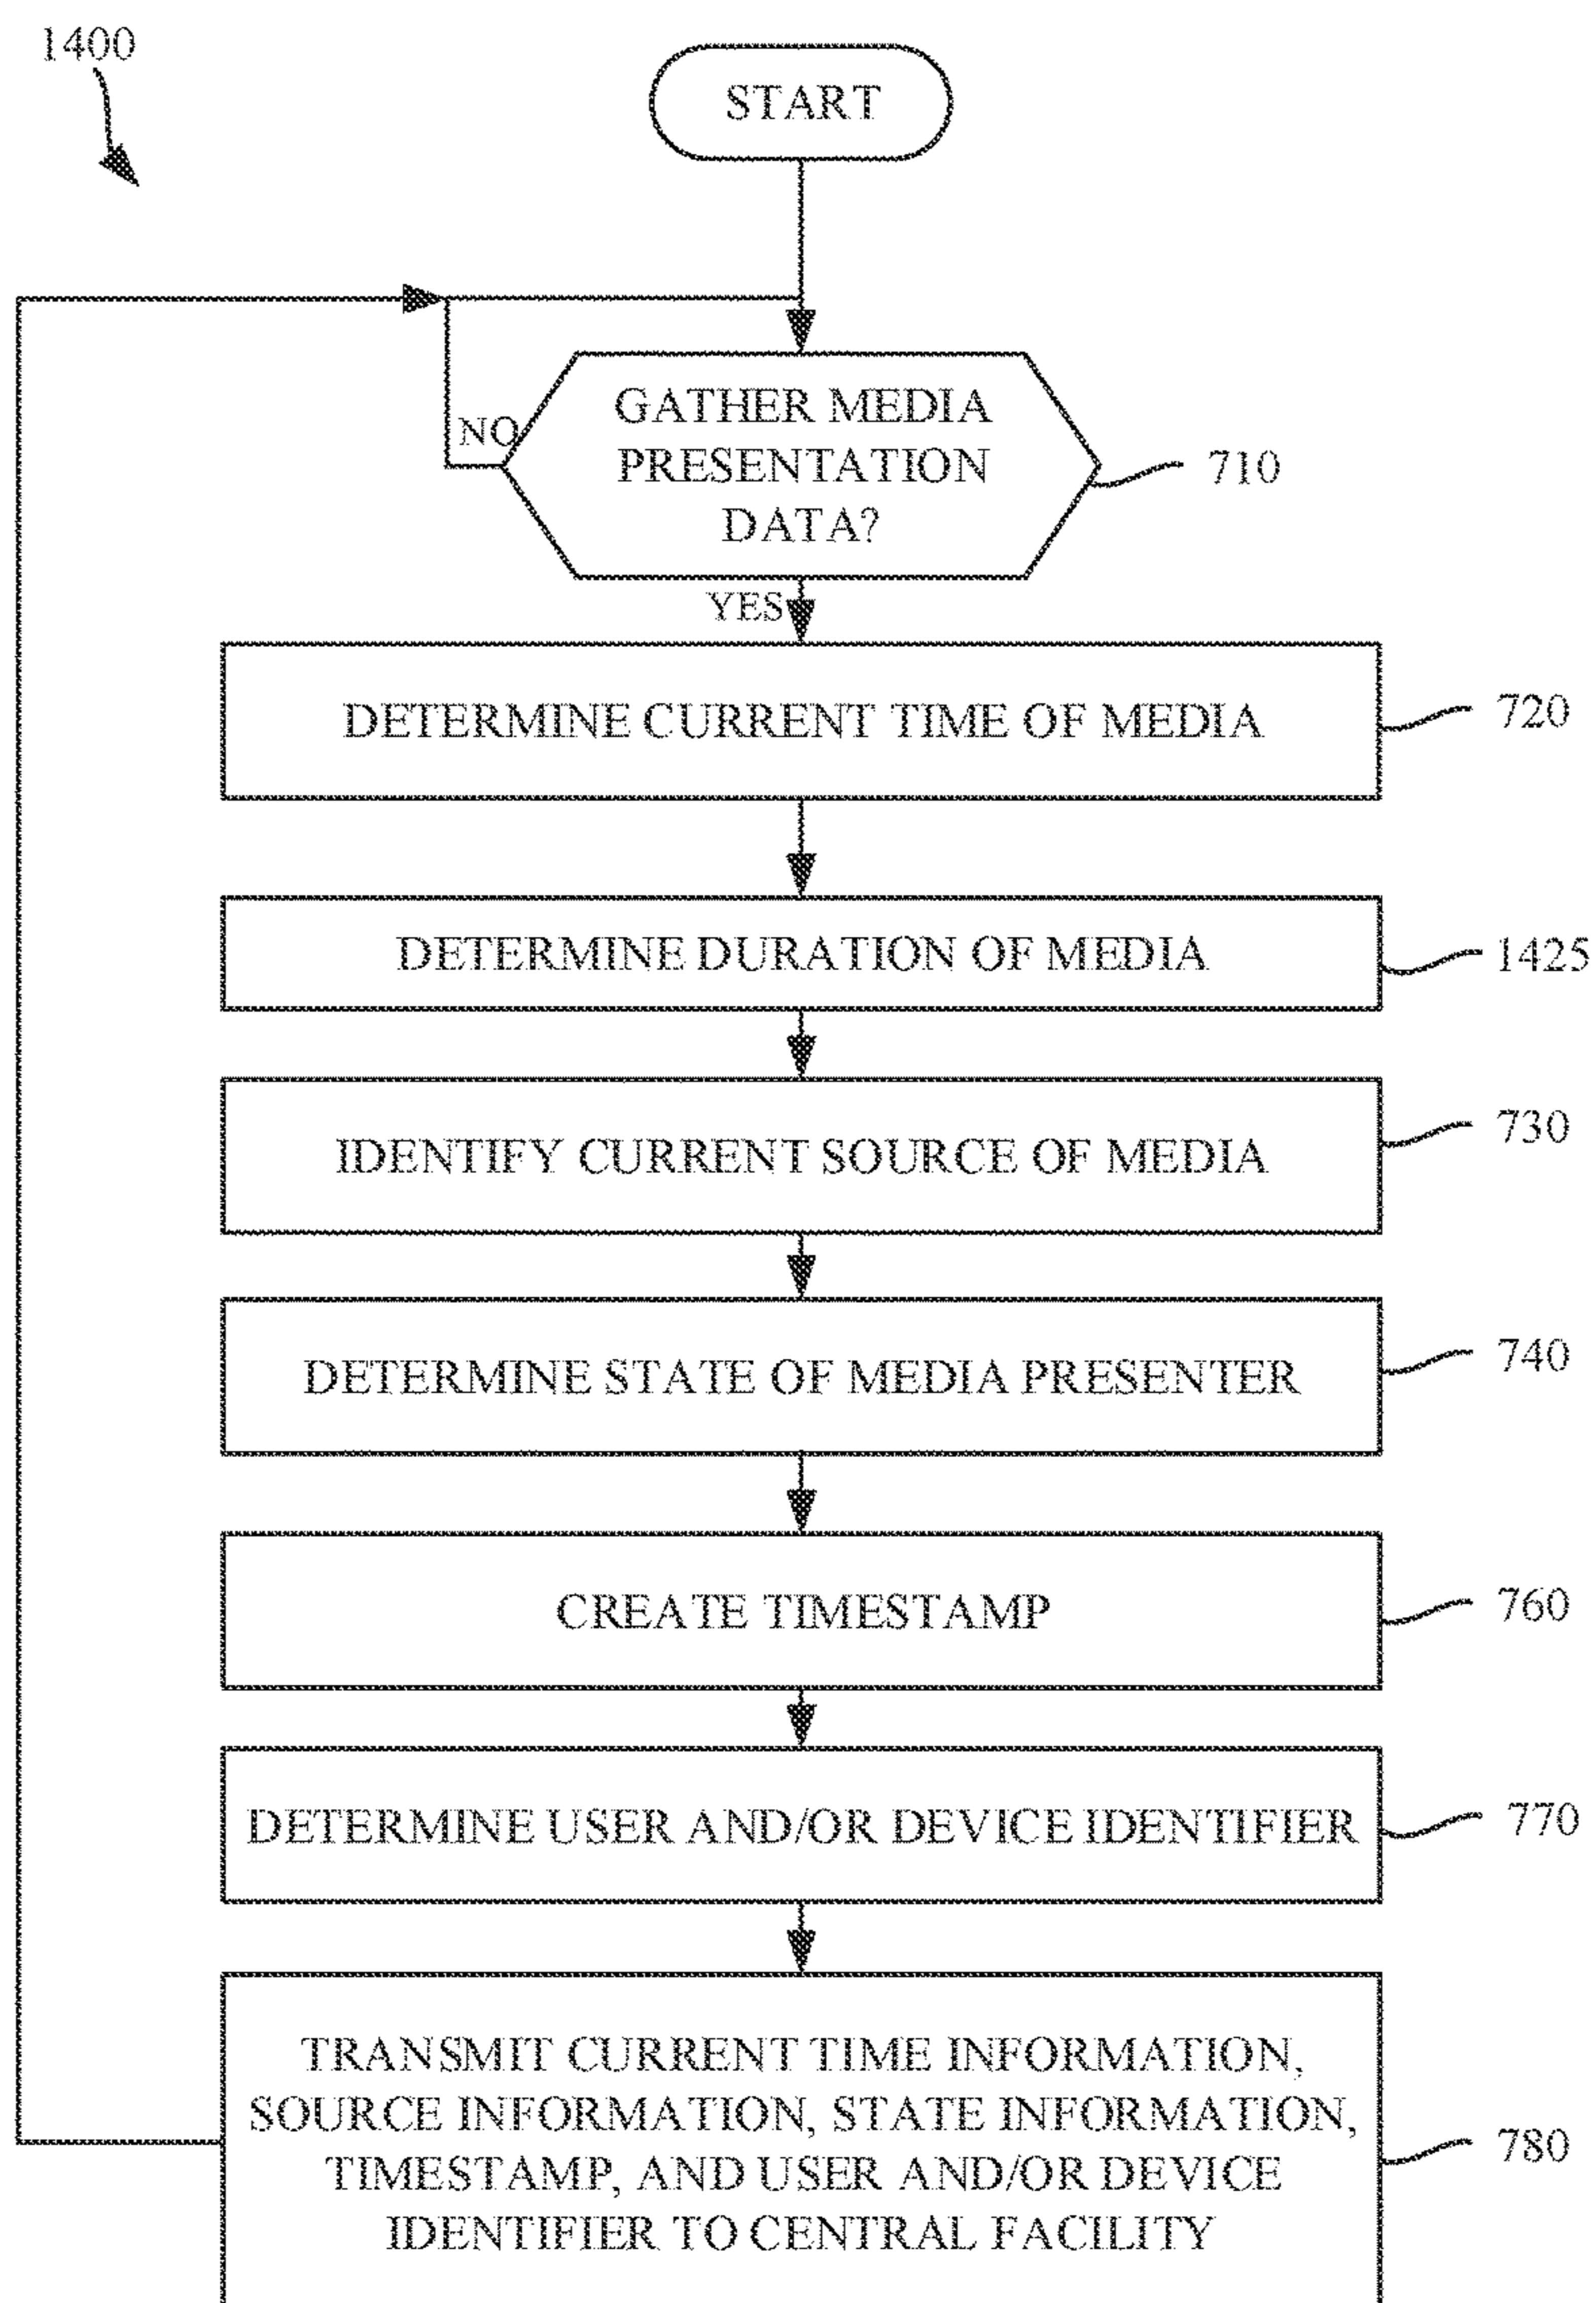 1400
START
NO
GATHER MEDIA
PRESENTATION
DATA?
710
YES
DETERMINE CURRENT TIME OF MEDIA
720
DETERMINE DURATION OF MEDIA
1425
IDENTIFY CURRENT SOURCE OF MEDIA
730
DETERMINE STATE OF MEDIA PRESENTER
740
CREATE TIMESTAMP
760
DETERMINE USER AND/OR DEVICE IDENTIFIER
770
TRANSMIT CURRENT TIME INFORMATION,
SOURCE INFORMATION, STATE INFORMATION,
TIMESTAMP, AND USER AND/OR DEVICE
IDENTIFIER TO CENTRAL FACILITY
780